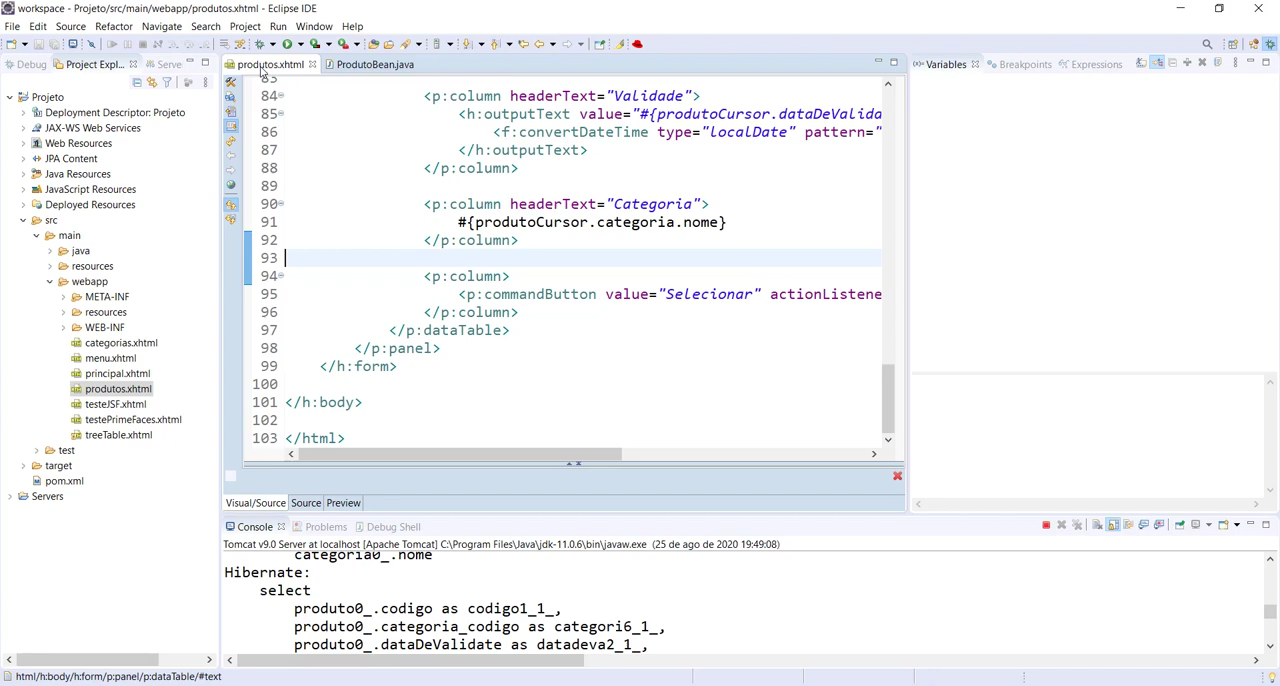 workspace - Projeto/src/main/webapp/produtos.xhtml - Eclipse IDE
File Edit Source Refactor Navigate Search Project Run Window Help
Debug Project Expl... Serve
produtos.xhtml ProdutoBean.java
Variables Breakpoints Expressions
Projeto
Deployment Descriptor: Projeto
JAX-WS Web Services
Web Resources
JPA Content
Java Resources
JavaScript Resources
Deployed Resources
src
main
java
resources
webapp
META-INF
resources
WEB-INF
categorias.xhtml
menu.xhtml
principal.xhtml
produtos.xhtml
testeJSF.xhtml
testePrimeFaces.xhtml
treeTable.xhtml
test
target
pom.xml
Servers
83
84 <p:column headerText="Validade">
85 <h:outputText value="#{produtoCursor.dataDeValida
86 <f:convertDateTime type="localDate" pattern="
87 </h:outputText>
88 </p:column>
89
90 <p:column headerText="Categoria">
91 #{produtoCursor.categoria.nome}
92 </p:column>
93
94 <p:column>
95 <p:commandButton value="Selecionar" actionListene
96 </p:column>
97 </p:dataTable>
98 </p:panel>
99 </h:form>
100
101 </h:body>
102
103 </html>
Visual/Source Source Preview
Console Problems Debug Shell
Tomcat v9.0 Server at localhost [Apache Tomcat] C:\Program Files\Java\jdk-11.0.6\bin\javaw.exe (25 de ago de 2020 19:49:08)
categoria0_.nome
Hibernate:
select
produto0_.codigo as codigo1_1_,
produto0_.categoria_codigo as categori6_1_,
produto0_.dataDeValidate as datadeva2_1_,
html/h:body/h:form/p:panel/p:dataTable/#text